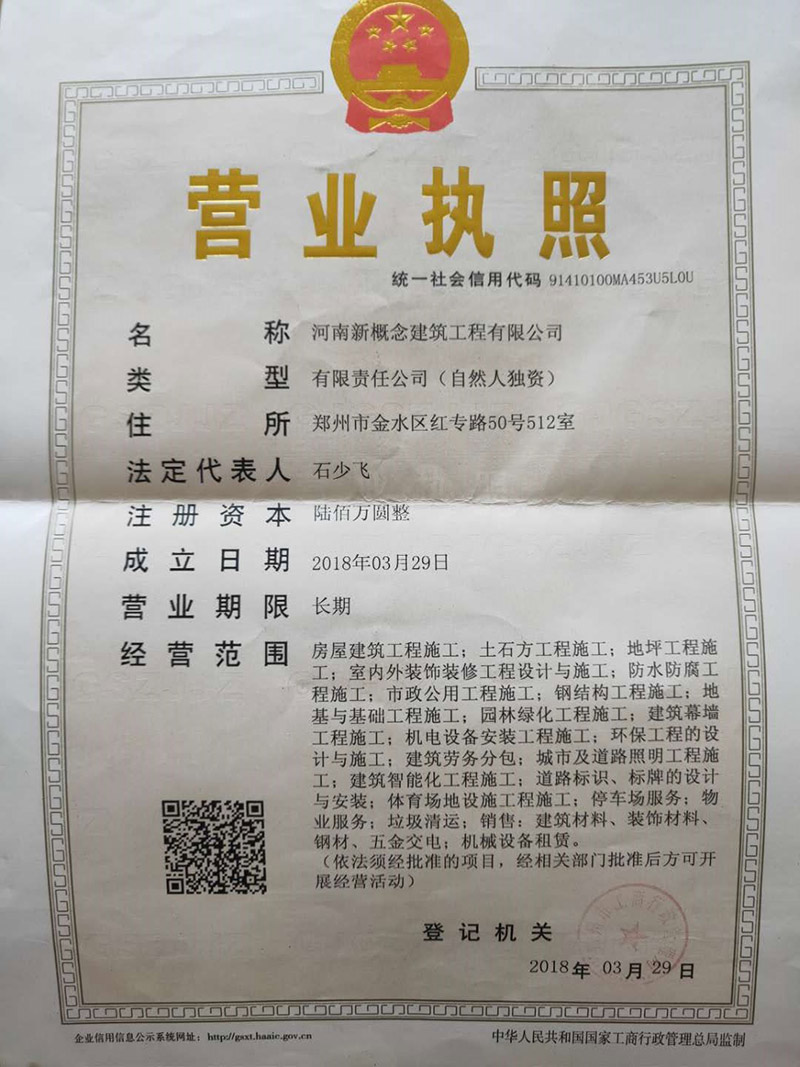 营业执照
统一社会信用代码 91410100MA453U5L0U
名称 河南新概念建筑工程有限公司
类型 有限责任公司（自然人独资）
住所 郑州市金水区红专路50号512室
法定代表人 石少飞
注册资本 陆佰万圆整
成立日期 2018年03月29日
营业期限 长期
经营范围 房屋建筑工程施工；土石方工程施工；地坪工程施
工；室内外装饰装修工程设计与施工；防水防腐工
程施工；市政公用工程施工；钢结构工程施工；地
基与基础工程施工；园林绿化工程施工；建筑幕墙
工程施工；机电设备安装工程施工；环保工程的设
计与施工；建筑劳务分包；城市及道路照明工程施
工；建筑智能化工程施工；道路标识、标牌的设计
与安装；体育场地设施工程施工；停车场服务；物
业服务；垃圾清运；销售：建筑材料、装饰材料、
钢材、五金交电；机械设备租赁。
（依法须经批准的项目，经相关部门批准后方可开
展经营活动）
登记机关
2018年03月29日
企业信用信息公示系统网址：http://gsxt.haaic.gov.cn
中华人民共和国国家工商行政管理总局监制